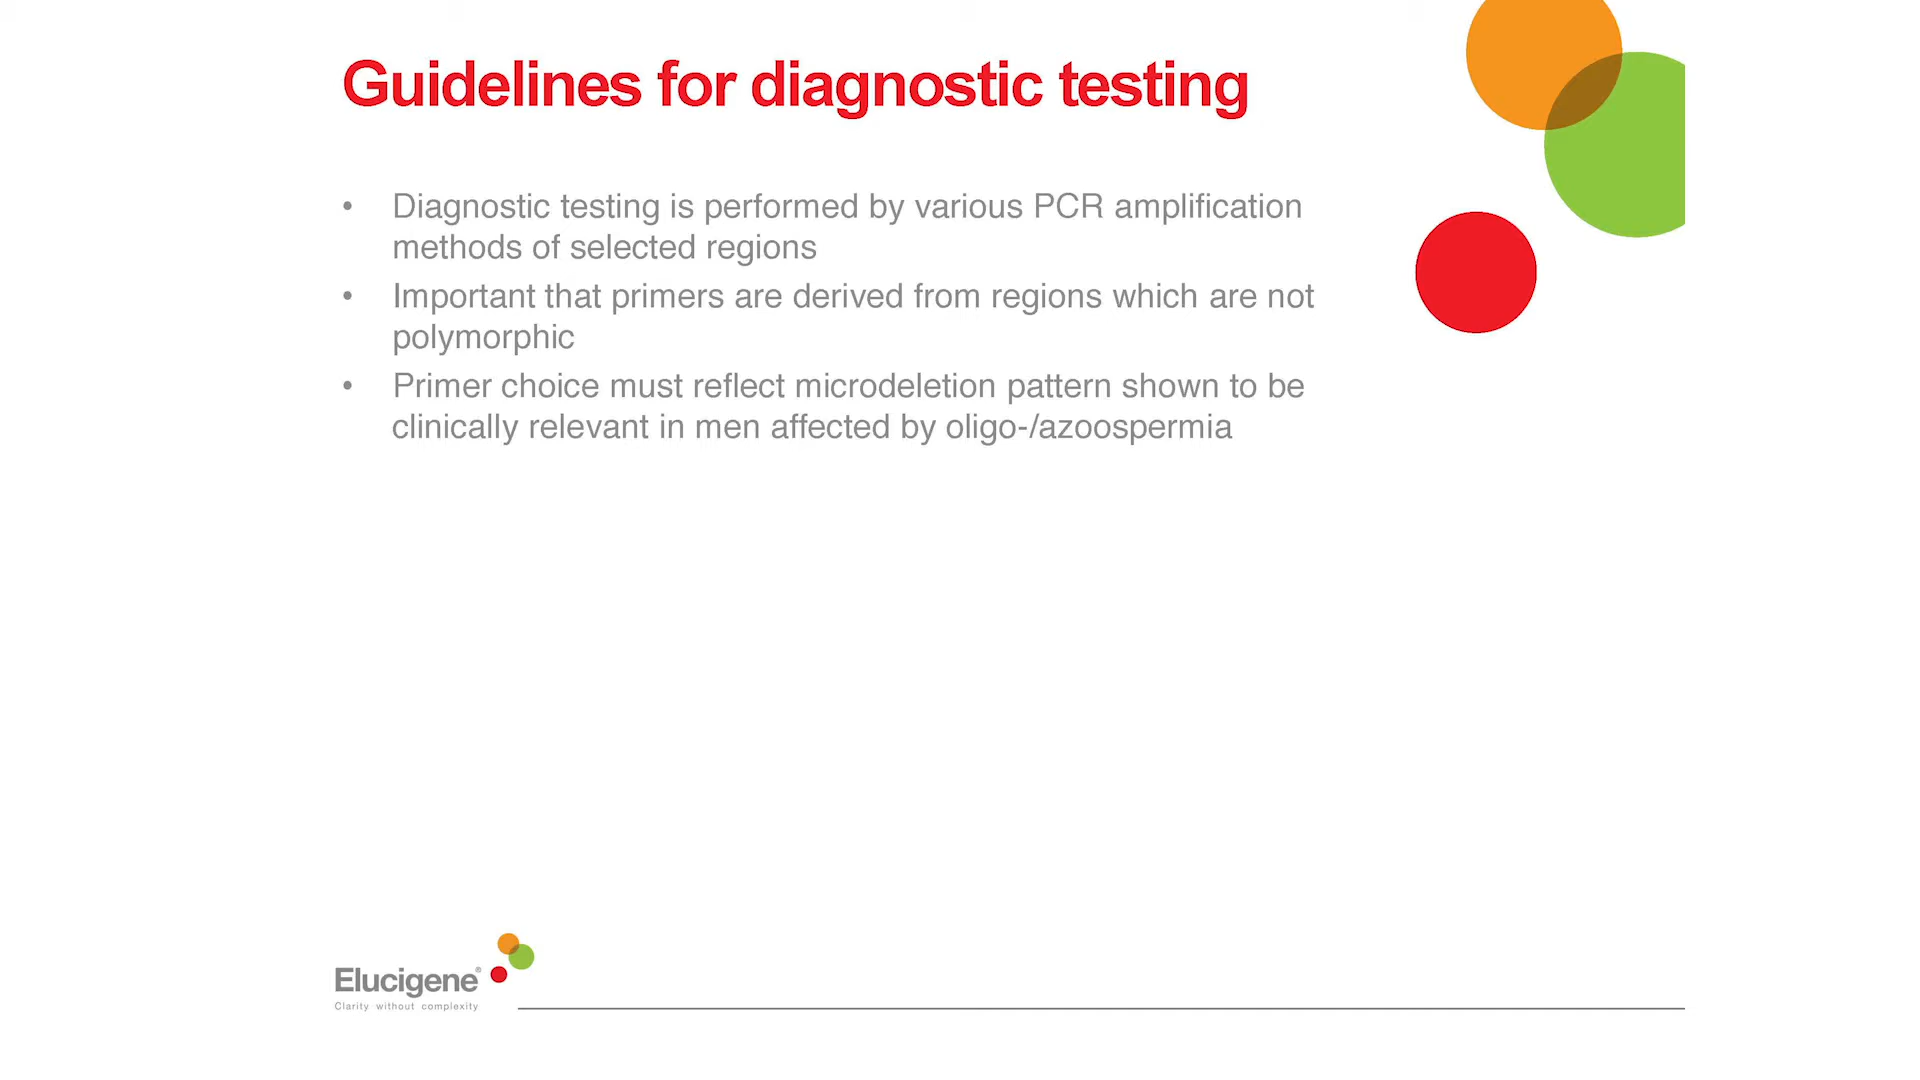 Guidelines for diagnostic testing
• Diagnostic testing is performed by various PCR amplification
methods of selected regions
• Important that primers are derived from regions which are not
polymorphic
• Primer choice must reflect microdeletion pattern shown to be
clinically relevant in men affected by oligo-/azoospermia
Elucigene®
Clarity without complexity